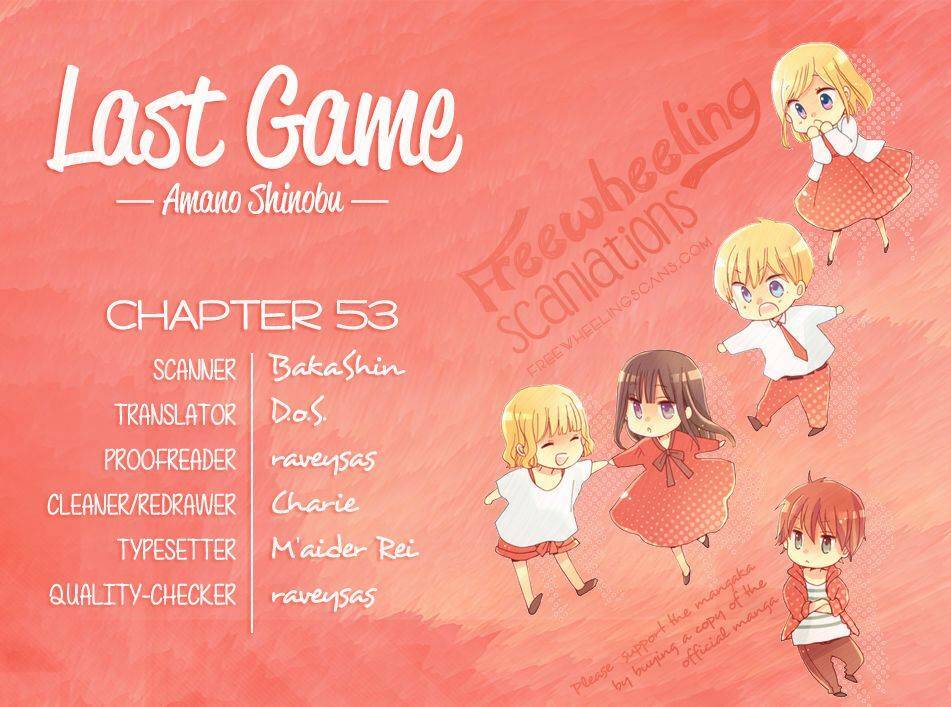 Last Game
— Amano Shinobu —
Freewheeling
scanlations
FREEWHEELINGSCANS.COM
CHAPTER 53
SCANNER BakaShin
TRANSLATOR D.o.S.
PROOFREADER raveysas
CLEANER/REDRAWER Charie
TYPESETTER M'aider Rei
QUALITY-CHECKER raveysas
Please support the mangaka
by buying a copy of the
official manga